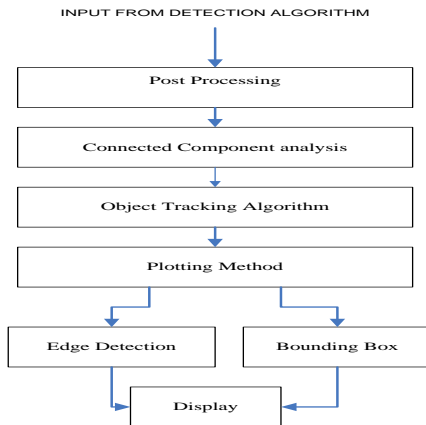 INPUT FROM DETECTION ALGORITHM
Post Processing
Connected Component analysis
Object Tracking Algorithm
Plotting Method
Edge Detection
Bounding Box
Display